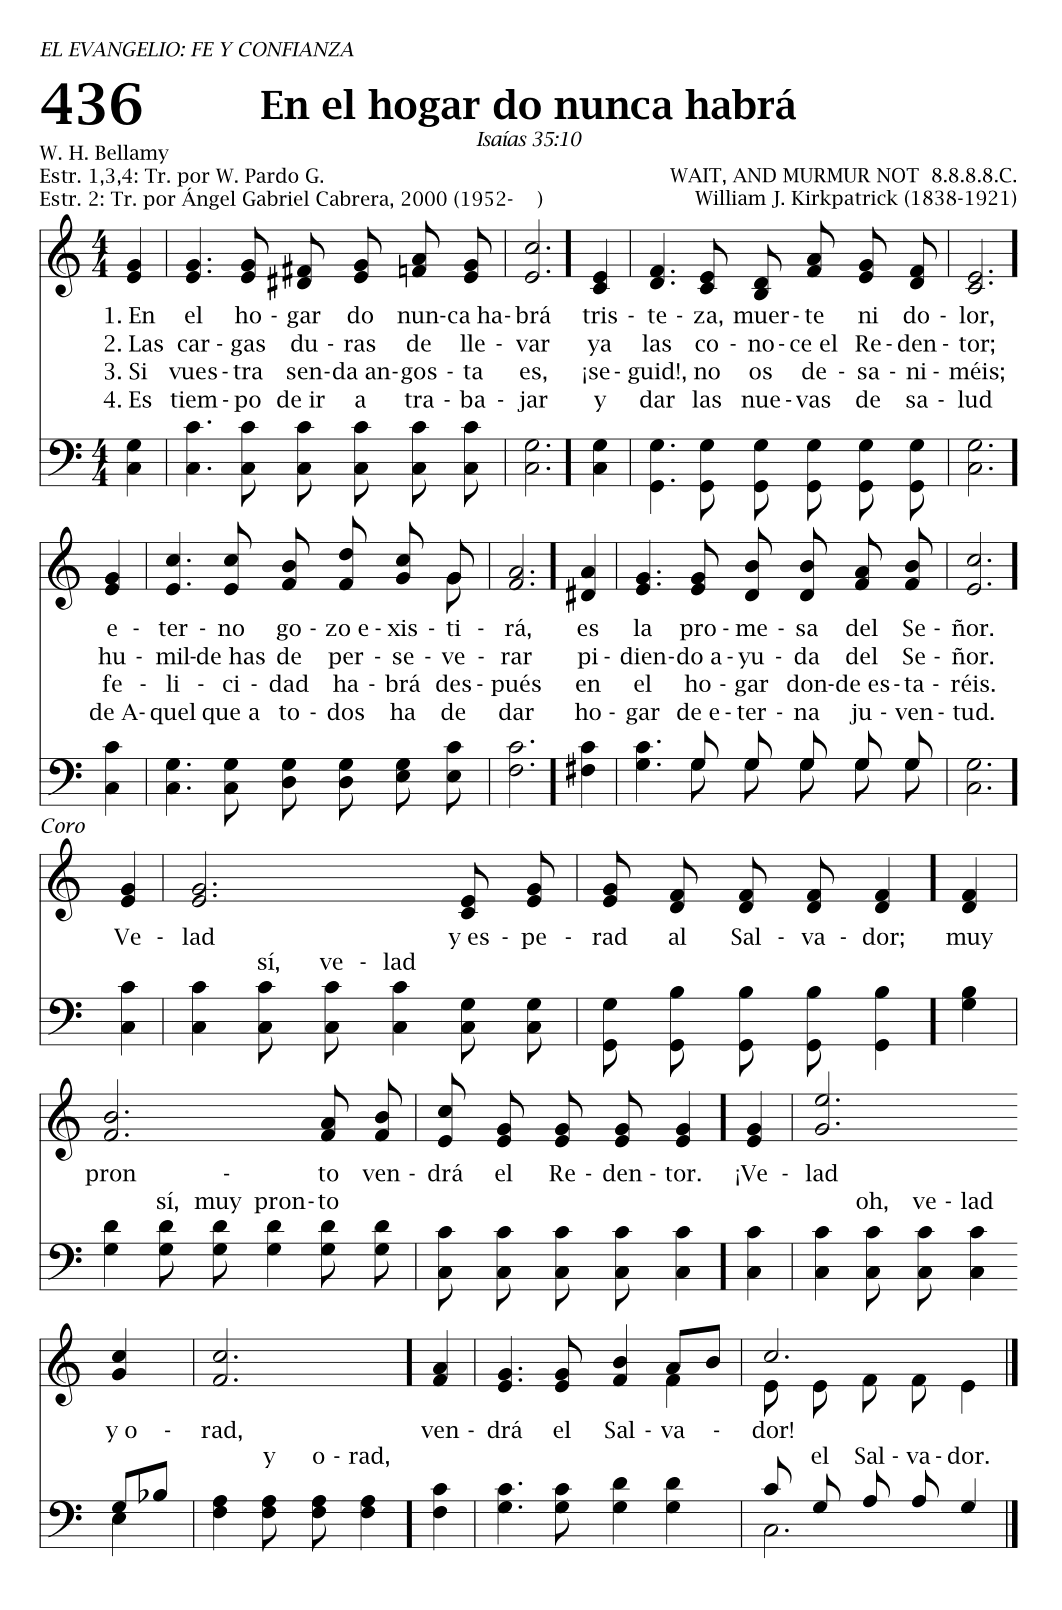 EL EVANGELIO: FE Y CONFIANZA
436 En el hogar do nunca habrá
Isaías 35:10
W. H. Bellamy
Estr. 1,3,4: Tr. por W. Pardo G.
WAIT, AND MURMUR NOT 8.8.8.8.C.
Estr. 2: Tr. por Ángel Gabriel Cabrera, 2000 (1952- )
William J. Kirkpatrick (1838-1921)
1. En el ho - gar do nun-ca ha-brá tris - te - za, muer - te ni do - lor,
2. Las car - gas du - ras de lle - var ya las co - no - ce el Re - den - tor;
3. Si vues - tra sen-da an-gos - ta es, ¡se - guid!, no os de - sa - ni - méis;
4. Es tiem - po de ir a tra - ba - jar y dar las nue - vas de sa - lud
e - ter - no go - zo e - xis - ti - rá, es la pro - me - sa del Se - ñor.
hu - mil-de has de per - se - ve - rar pi - dien-do a - yu - da del Se - ñor.
fe - li - ci - dad ha - brá des - pués en el ho - gar don-de es - ta - réis.
de A-quel que a to - dos ha de dar ho - gar de e - ter - na ju - ven - tud.
Coro
Ve - lad y es - pe - rad al Sal - va - dor; muy
sí, ve - lad
pron - to ven - drá el Re - den - tor. ¡Ve - lad
sí, muy pron-to oh, ve - lad
y o - rad, ven - drá el Sal - va - dor!
y o - rad, el Sal - va - dor.